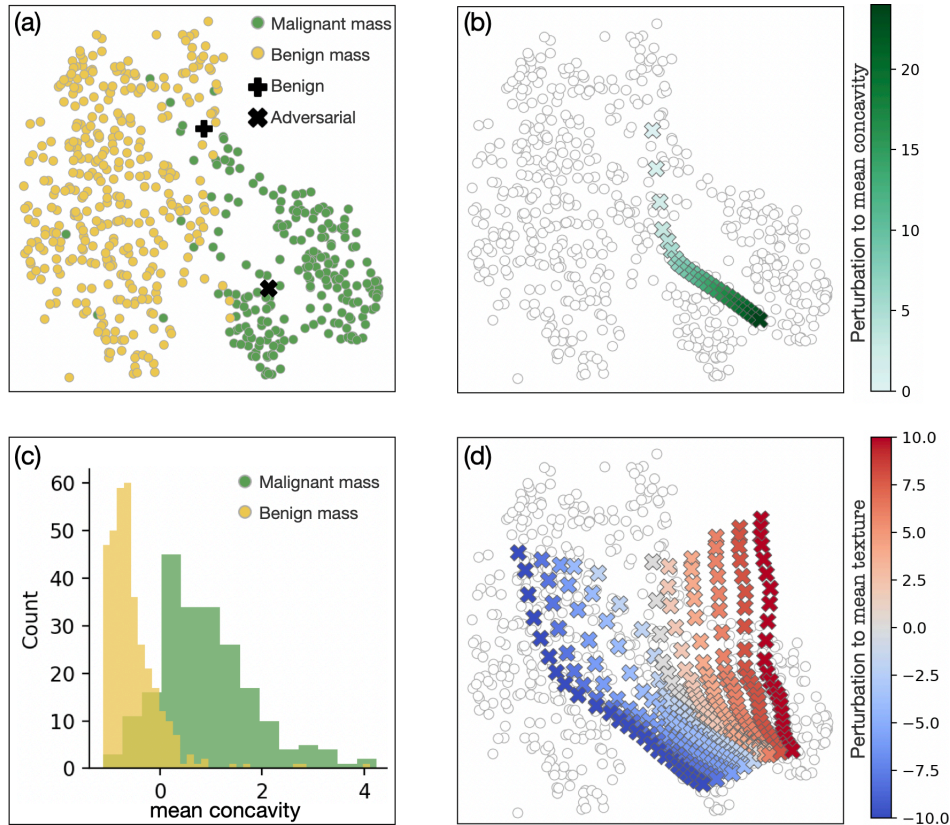 (a)
Malignant mass
Benign mass
Benign
Adversarial
(b)
20
15
10
5
0
Perturbation to mean concavity
(c)
Malignant mass
Benign mass
60
50
40
30
20
10
0
Count
0 2 4
mean concavity
(d)
10.0
7.5
5.0
2.5
0.0
−2.5
−5.0
−7.5
−10.0
Perturbation to mean texture